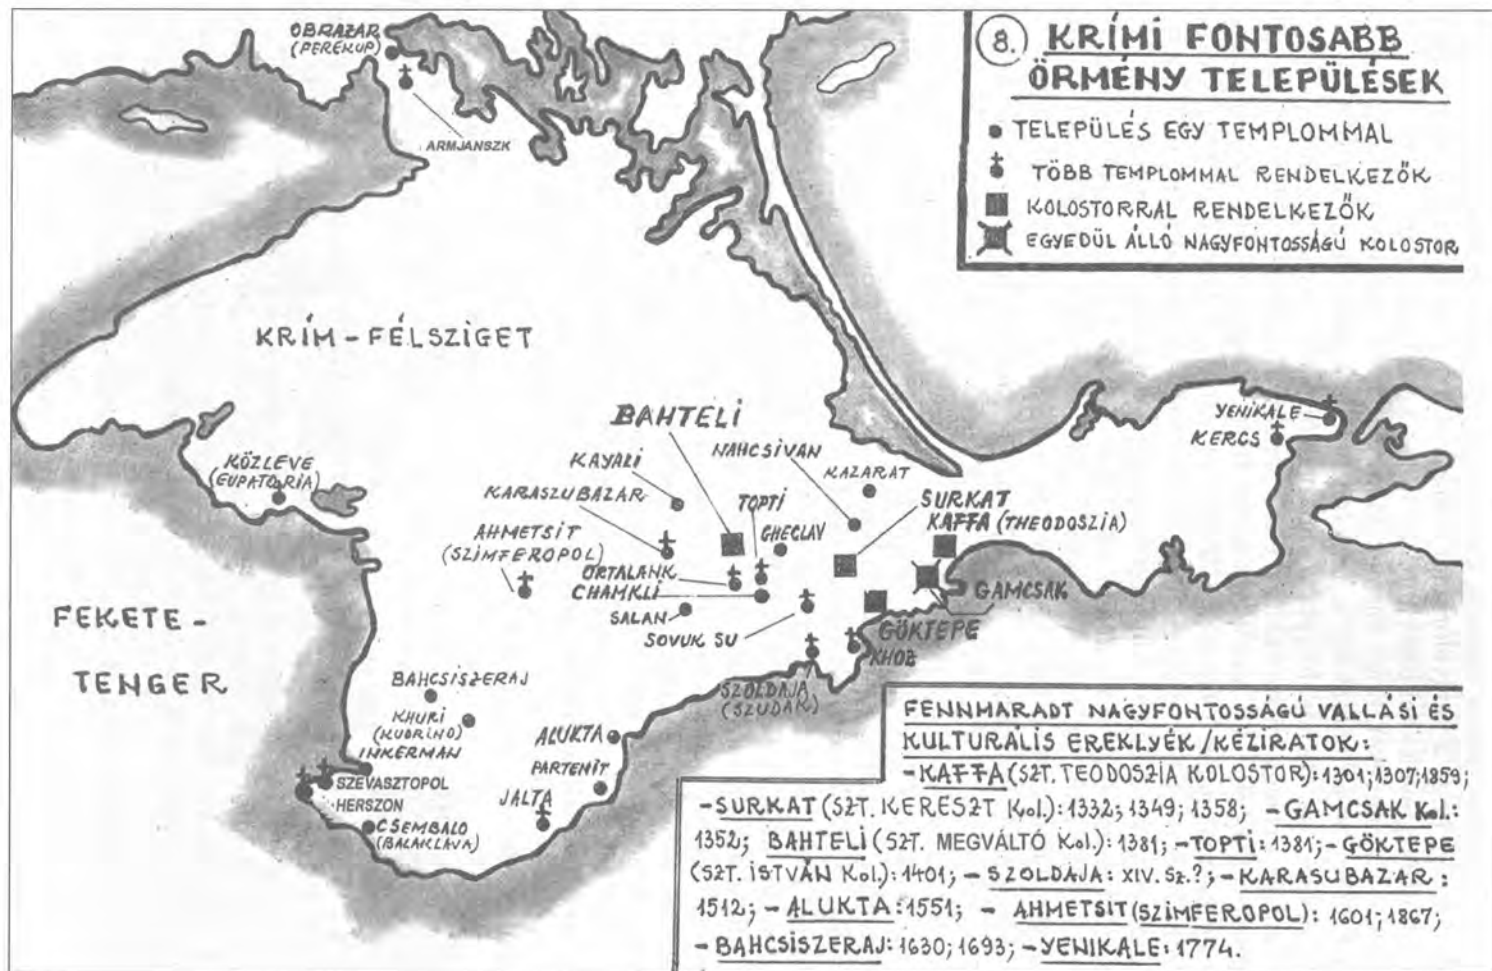 8. KRÍMI FONTOSABB
ÖRMÉNY TELEPÜLÉSEK
TELEPÜLÉS EGY TEMPLOMMAL
TÖBB TEMPLOMMAL RENDELKEZŐK
KOLOSTORRAL RENDELKEZŐK
EGYEDÜL ÁLLÓ NAGYFONTOSSÁGÚ KOLOSTOR
OBRAZAR
(PEREKUP)
ARMJANSZK
KRÍM-FÉLSZIGET
BAHTELI
NAHCSIVAN
YENIKALE
KERCS
KÖZLEVE
(EUPATÓRIA)
KAYALI
KAZARAT
KARASZUBAZAR
TOPTI
SURKAT
KAFFA (THEODOSZIA)
AHMETSIT
(SZIMFEROPOL)
GHECLAV
ORTALANK
CHAMKLI
GAMCSAK
SALAN
SOVUK SU
GÖKTEPE
KHOZ
FEKETE-
TENGER
BAHCSISZERAJ
SZOLDAJA
(SZUDAK)
KHURI
(KUDRINO)
INKERMAN
ALUKTA
PARTENIT
SZEVASZTOPOL
HERSZON
JALTA
CSEMBALO
(BALAKLAVA)
FENNMARADT NAGYFONTOSSÁGÚ VALLÁSI ÉS
KULTURÁLIS EREKLYÉK/KÉZIRATOK:
-KAFFA (SZT. TEODOSZIA KOLOSTOR): 1301; 1307; 1859;
-SURKAT (SZT. KERESZT Kol.): 1332; 1349; 1358; -GAMCSAK Kol.:
1352; BAHTELI (SZT. MEGVÁLTÓ Kol.): 1381; -TOPTI: 1381; -GÖKTEPE
(SZT. ISTVÁN Kol.): 1401; - SZOLDAJA: XIV. Sz.?; -KARASUBAZAR:
1512; - ALUKTA: 1551; - AHMETSIT (SZIMFEROPOL): 1601; 1867;
- BAHCSISZERAJ: 1630; 1693; - YENIKALE: 1774.